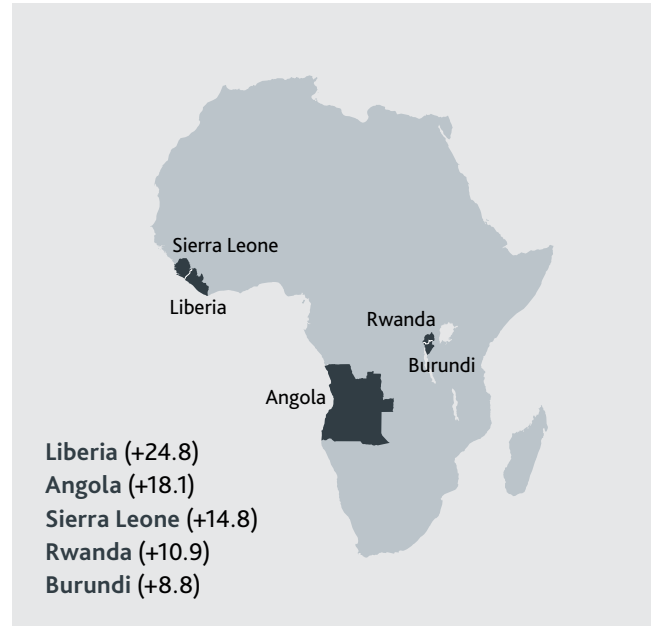 Sierra Leone
Liberia
Rwanda
Burundi
Angola
Liberia (+24.8)
Angola (+18.1)
Sierra Leone (+14.8)
Rwanda (+10.9)
Burundi (+8.8)